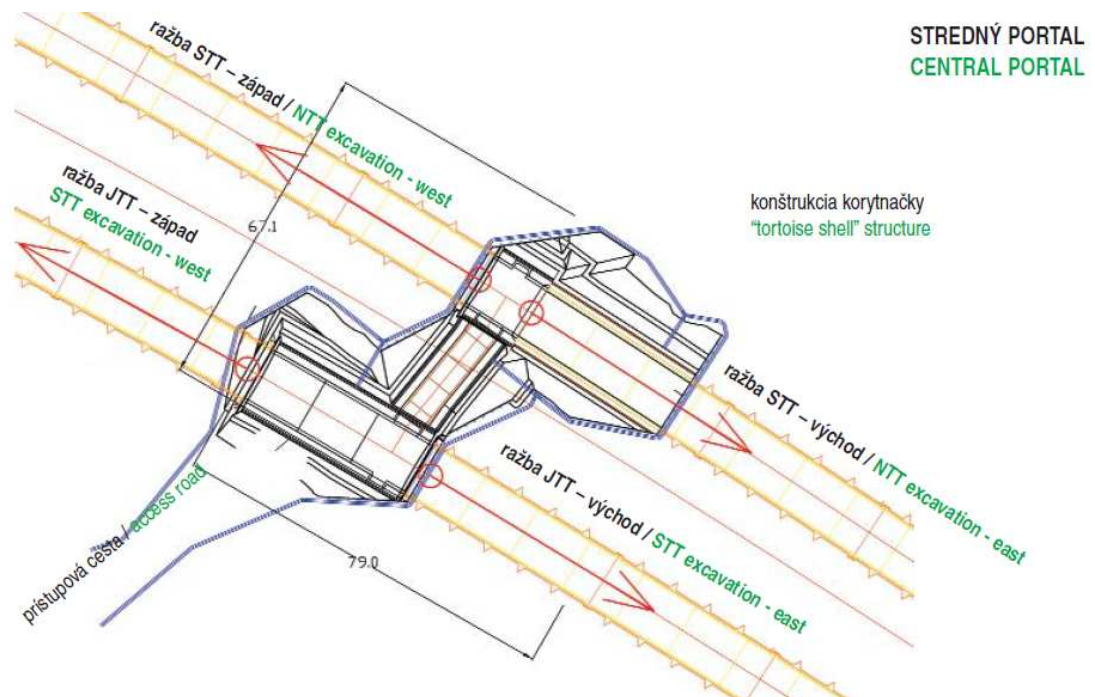 STREDNÝ PORTAL
CENTRAL PORTAL
ražba STT – západ / NTT excavation - west
ražba JTT – západ
STT excavation - west
67.1
konštrukcia korytnačky
“tortoise shell” structure
ražba STT – východ / NTT excavation - east
ražba JTT – východ / STT excavation - east
79.0
prístupová cesta / access road